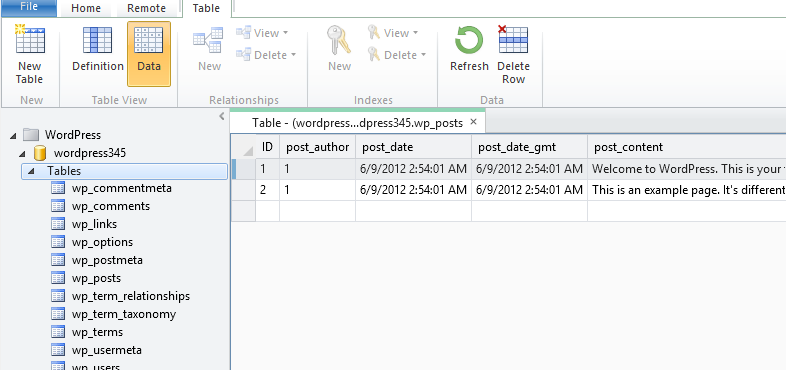 File Home Remote Table
New Table Definition Data New View Delete New View Delete Refresh Delete Row
New Table View Relationships Indexes Data
Table - (wordpress...dpress345.wp_posts ×
WordPress
wordpress345
Tables
wp_commentmeta
wp_comments
wp_links
wp_options
wp_postmeta
wp_posts
wp_term_relationships
wp_term_taxonomy
wp_terms
wp_usermeta
wp_users
ID post_author post_date post_date_gmt post_content
1 1 6/9/2012 2:54:01 AM 6/9/2012 2:54:01 AM Welcome to WordPress. This is your
2 1 6/9/2012 2:54:01 AM 6/9/2012 2:54:01 AM This is an example page. It's different